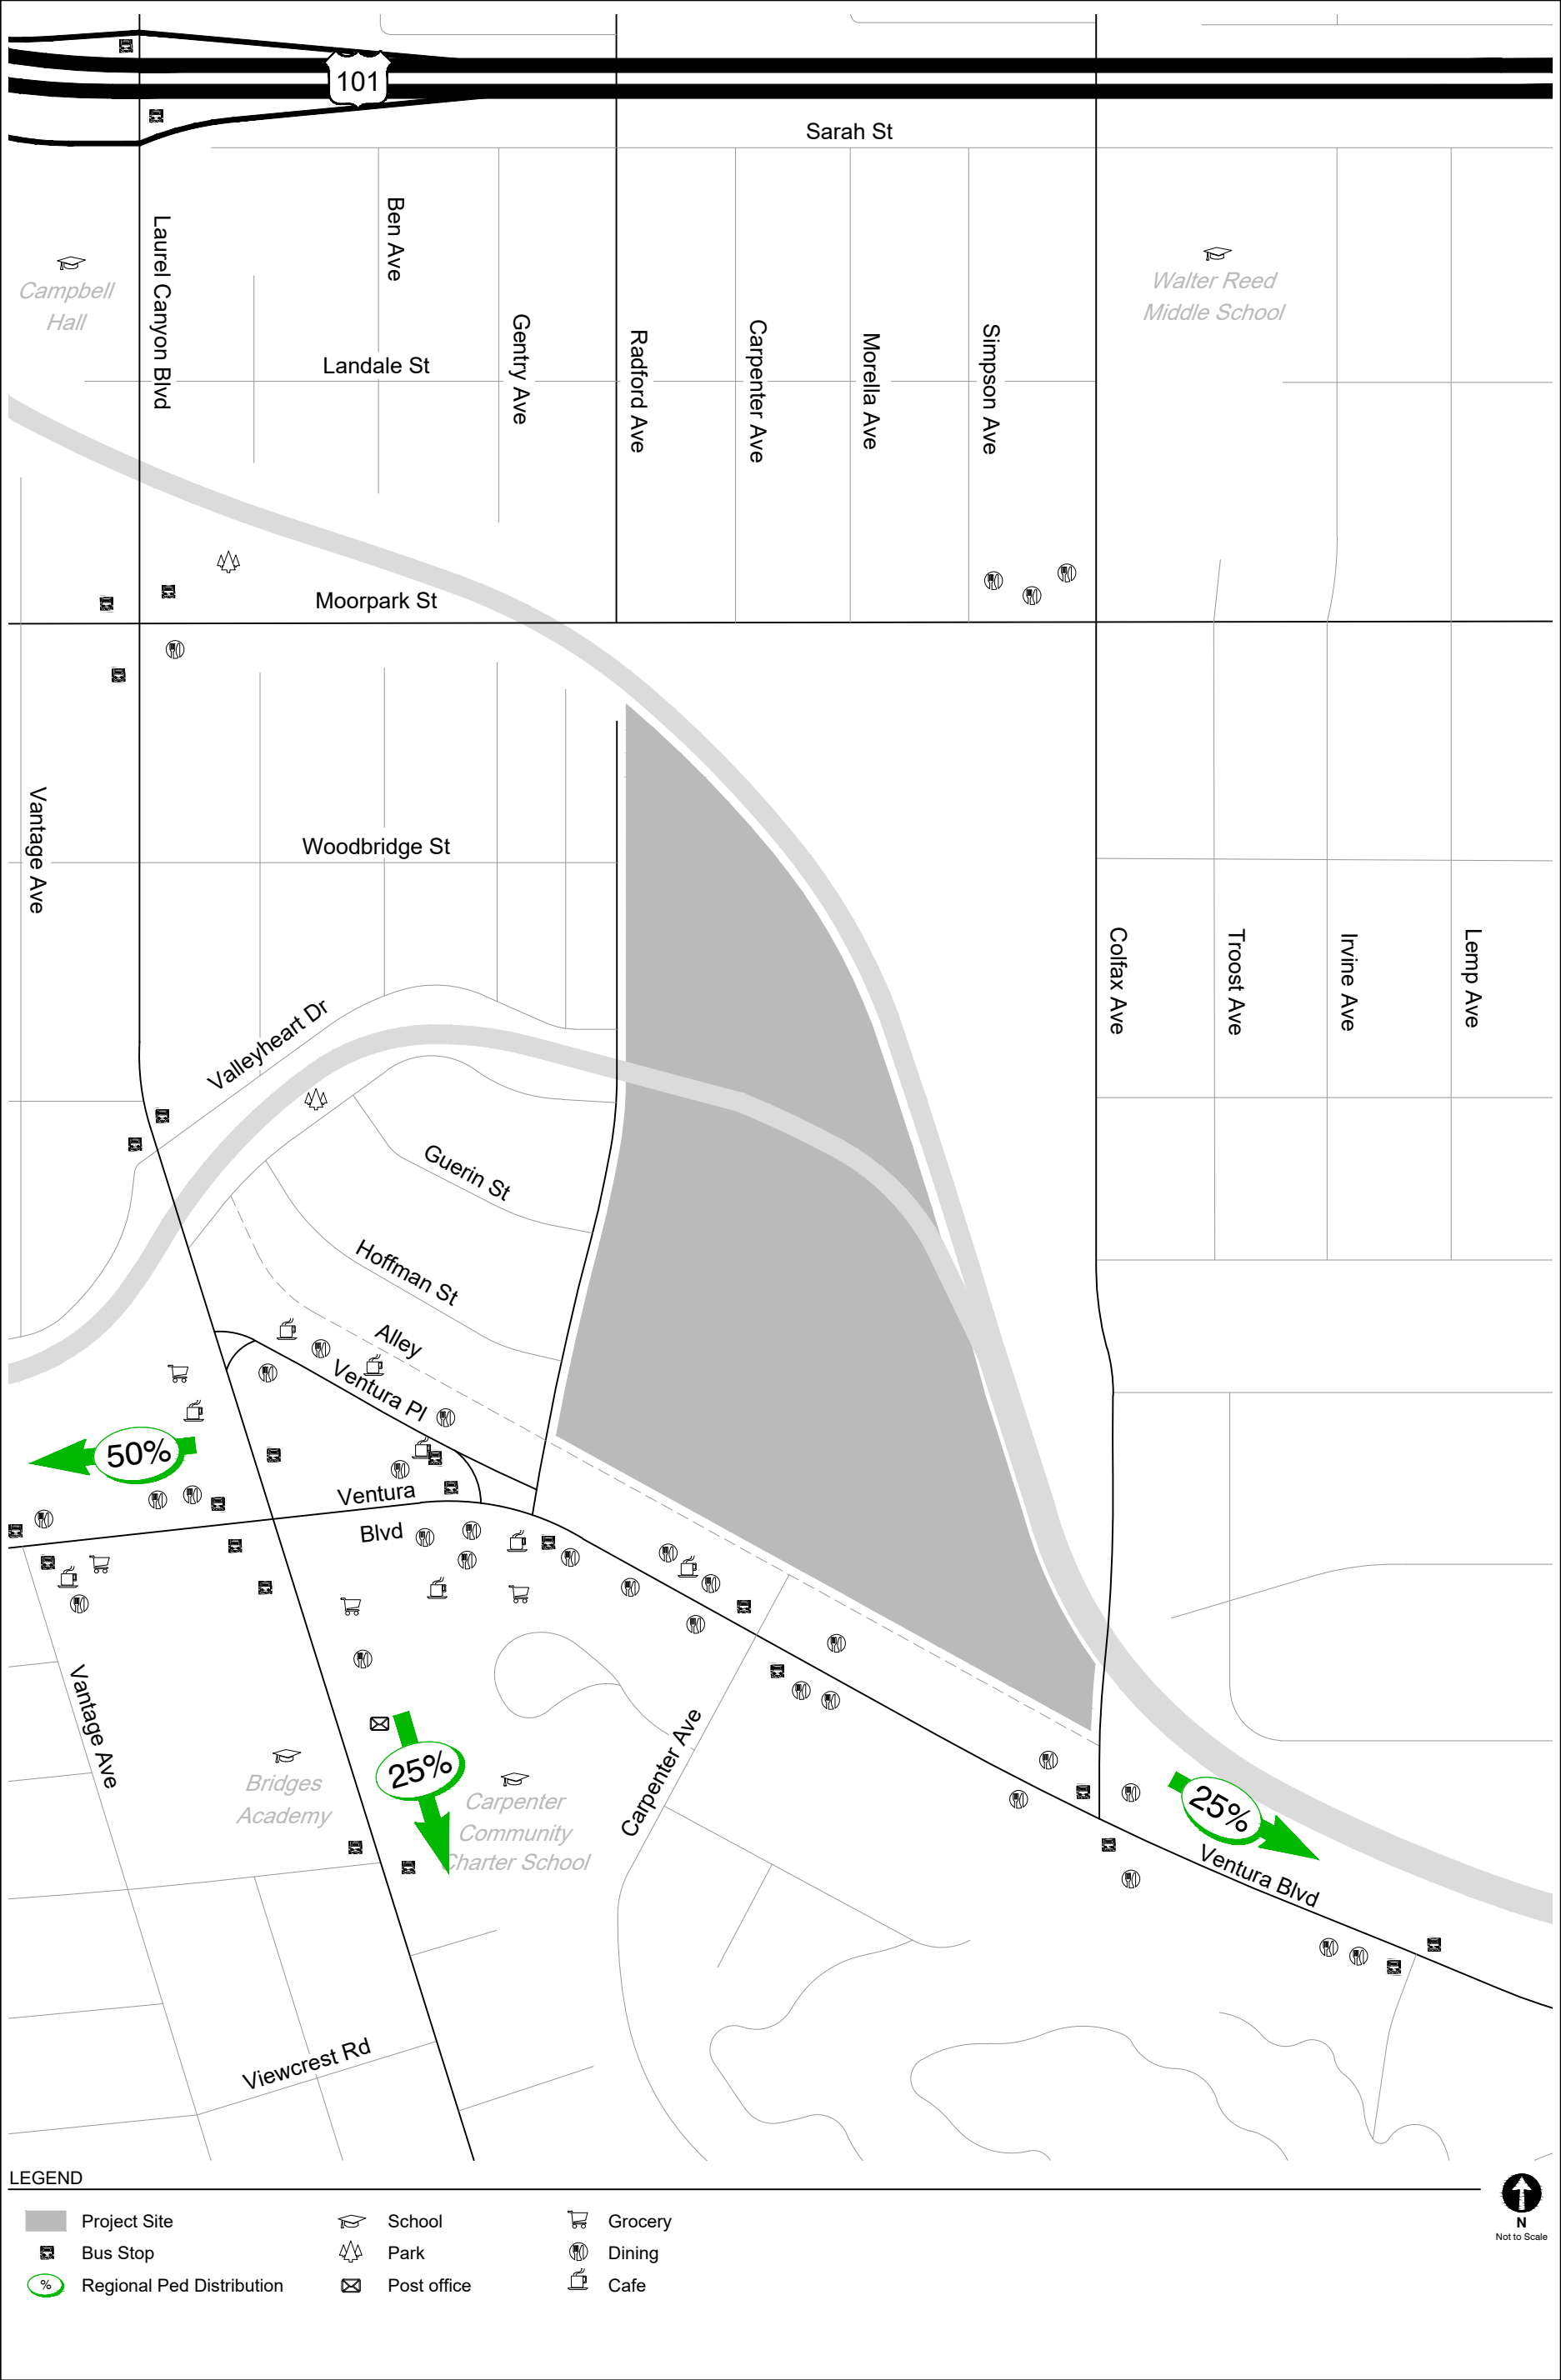 101
Sarah St
Laurel Canyon Blvd
Ben Ave
Campbell
Hall
Walter Reed
Middle School
Landale St
Gentry Ave
Radford Ave
Carpenter Ave
Morella Ave
Simpson Ave
Moorpark St
Vantage Ave
Woodbridge St
Colfax Ave
Troost Ave
Irvine Ave
Lemp Ave
Valleyheart Dr
Guerin St
Hoffman St
Alley
Ventura Pl
50%
Ventura
Blvd
Vantage Ave
Carpenter Ave
25%
Bridges
Academy
Carpenter
Community
Charter School
25%
Ventura Blvd
Viewcrest Rd
LEGEND
Project Site
School
Grocery
Bus Stop
Park
Dining
% Regional Ped Distribution
Post office
Cafe
N
Not to Scale